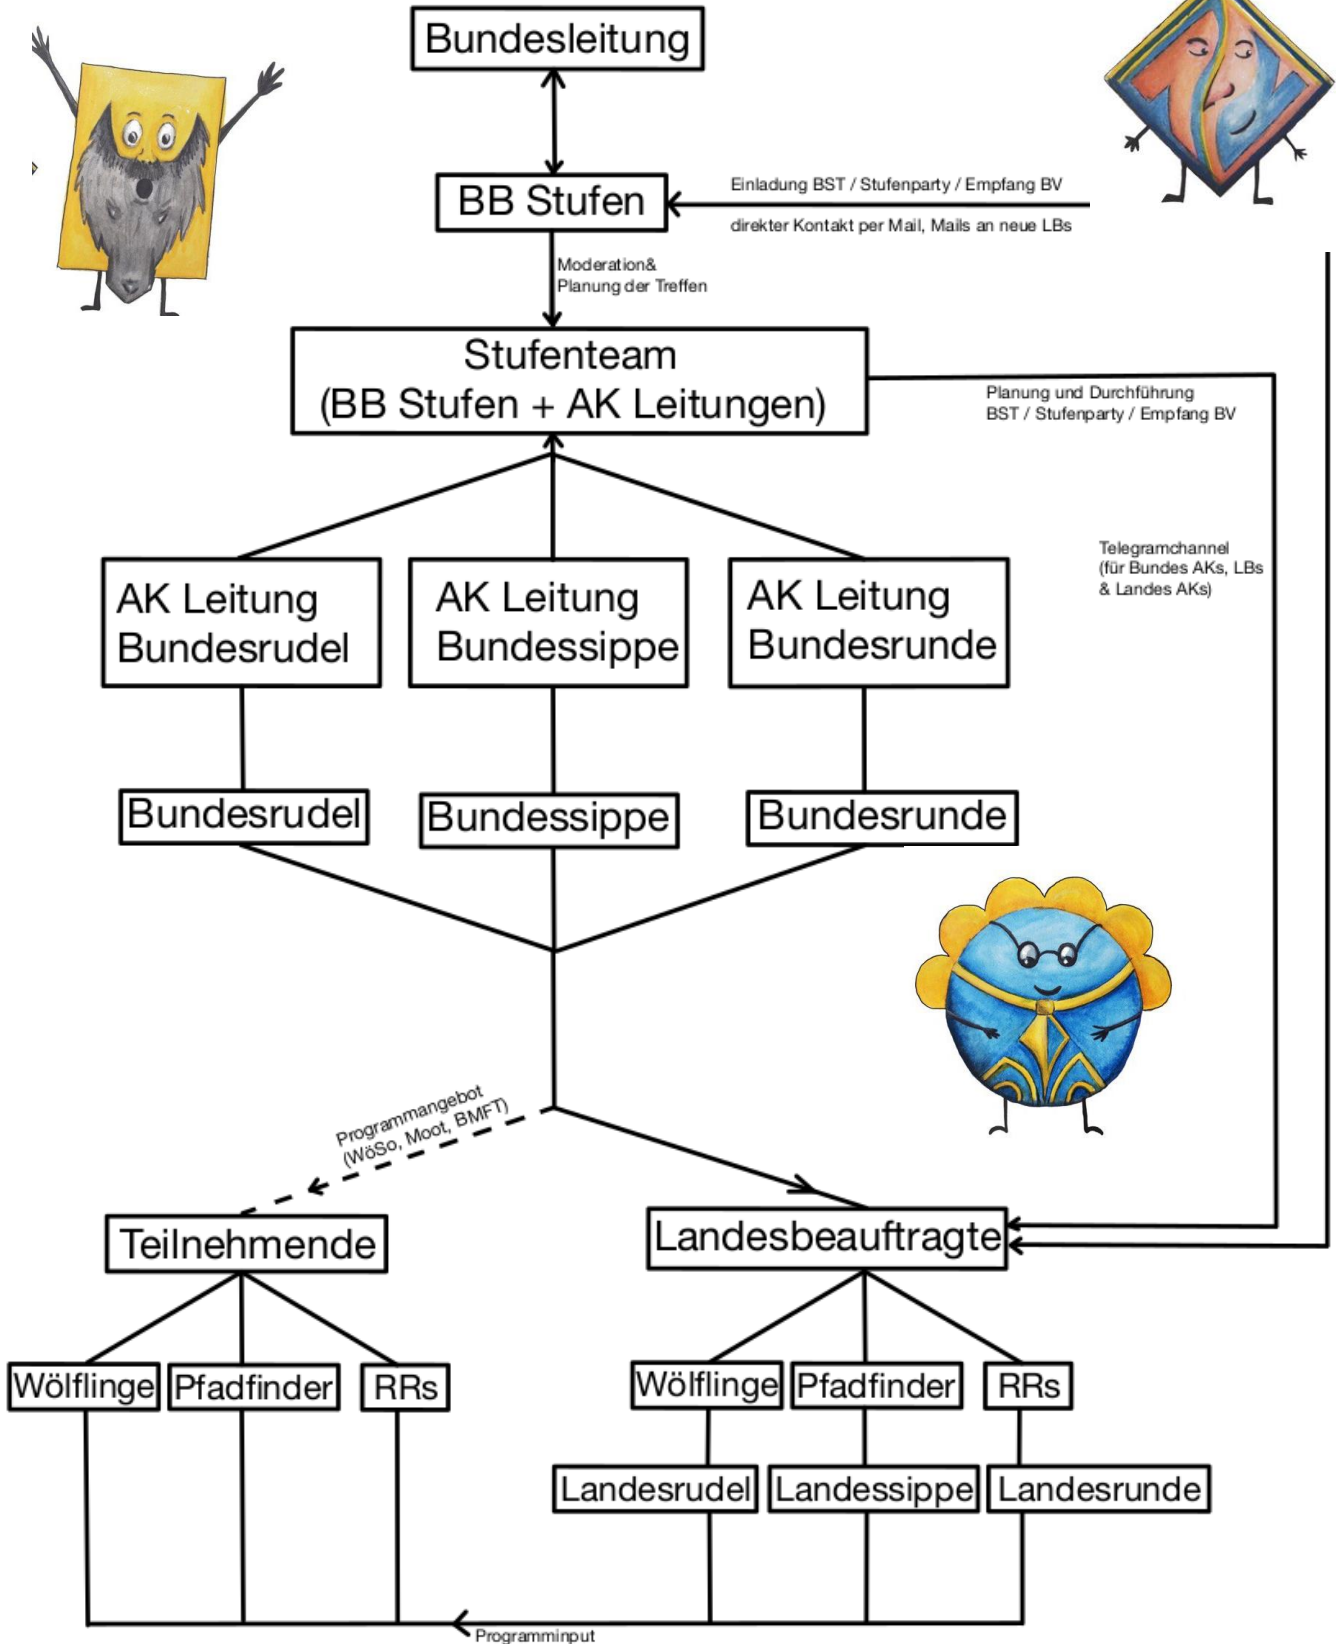 Bundesleitung
BB Stufen
Einladung BST / Stufenparty / Empfang BV
direkter Kontakt per Mail, Mails an neue LBs
Moderation&
Planung der Treffen
Stufenteam
(BB Stufen + AK Leitungen)
Planung und Durchführung
BST / Stufenparty / Empfang BV
Telegramchannel
(für Bundes AKs, LBs
& Landes AKs)
AK Leitung
Bundesrudel
AK Leitung
Bundessippe
AK Leitung
Bundesrunde
Bundesrudel
Bundessippe
Bundesrunde
Programmangebot
(WöSo, Moot, BMFT)
Teilnehmende
Landesbeauftragte
Wölflinge
Pfadfinder
RRs
Wölflinge
Pfadfinder
RRs
Landesrudel
Landessippe
Landesrunde
Programminput